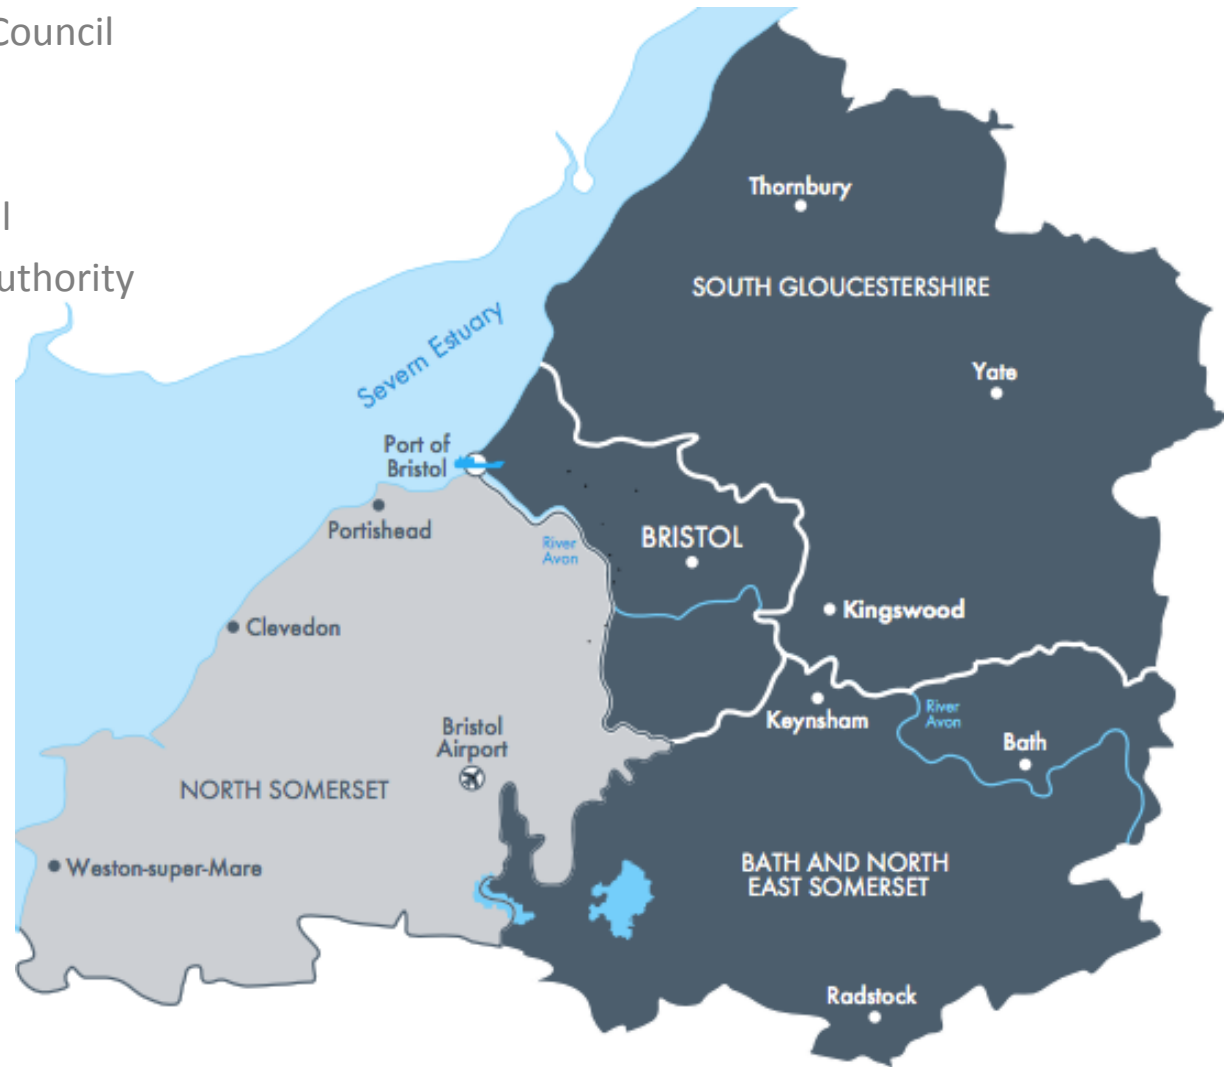 Council
l
uthority
Thornbury
SOUTH GLOUCESTERSHIRE
Severn Estuary
Yate
Port of
Bristol
Portishead
River
Avon
BRISTOL
Clevedon
Kingswood
Keynsham
River
Avon
Bristol
Airport
Bath
NORTH SOMERSET
Weston-super-Mare
BATH AND NORTH
EAST SOMERSET
Radstock